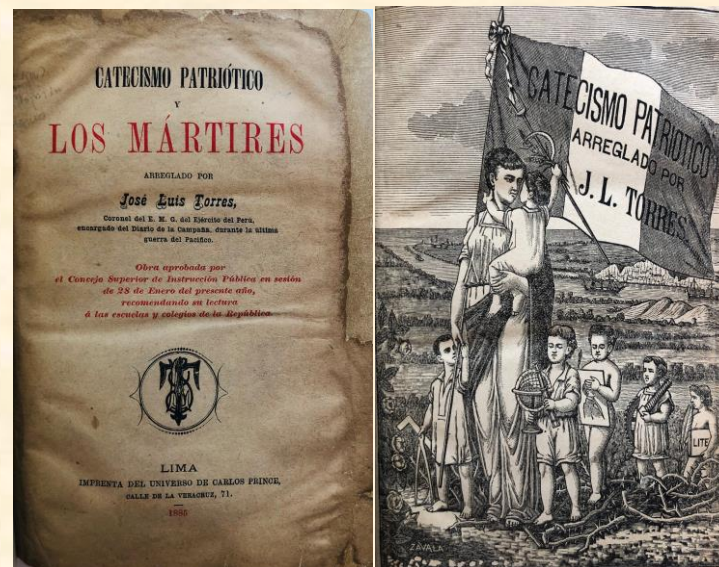 CATECISMO PATRIÓTICO
Y
LOS MÁRTIRES
ARREGLADO POR
José Luis Torres,
Coronel del E. M. G. del Ejército del Perú,
encargado del Diario de la Campaña, durante la última
guerra del Pacífico.
Obra aprobada por
el Concejo Superior de Instrucción Pública en sesión
de 28 de Enero del presente año,
recomendando su lectura
á las escuelas y colegios de la República.
LIMA
IMPRENTA DEL UNIVERSO DE CARLOS PRINCE,
CALLE DE LA VERACRUZ, 71.
1885
CATECISMO PATRIOTICO
ARREGLADO POR
J. L. TORRES.
LITE
ZAVALA